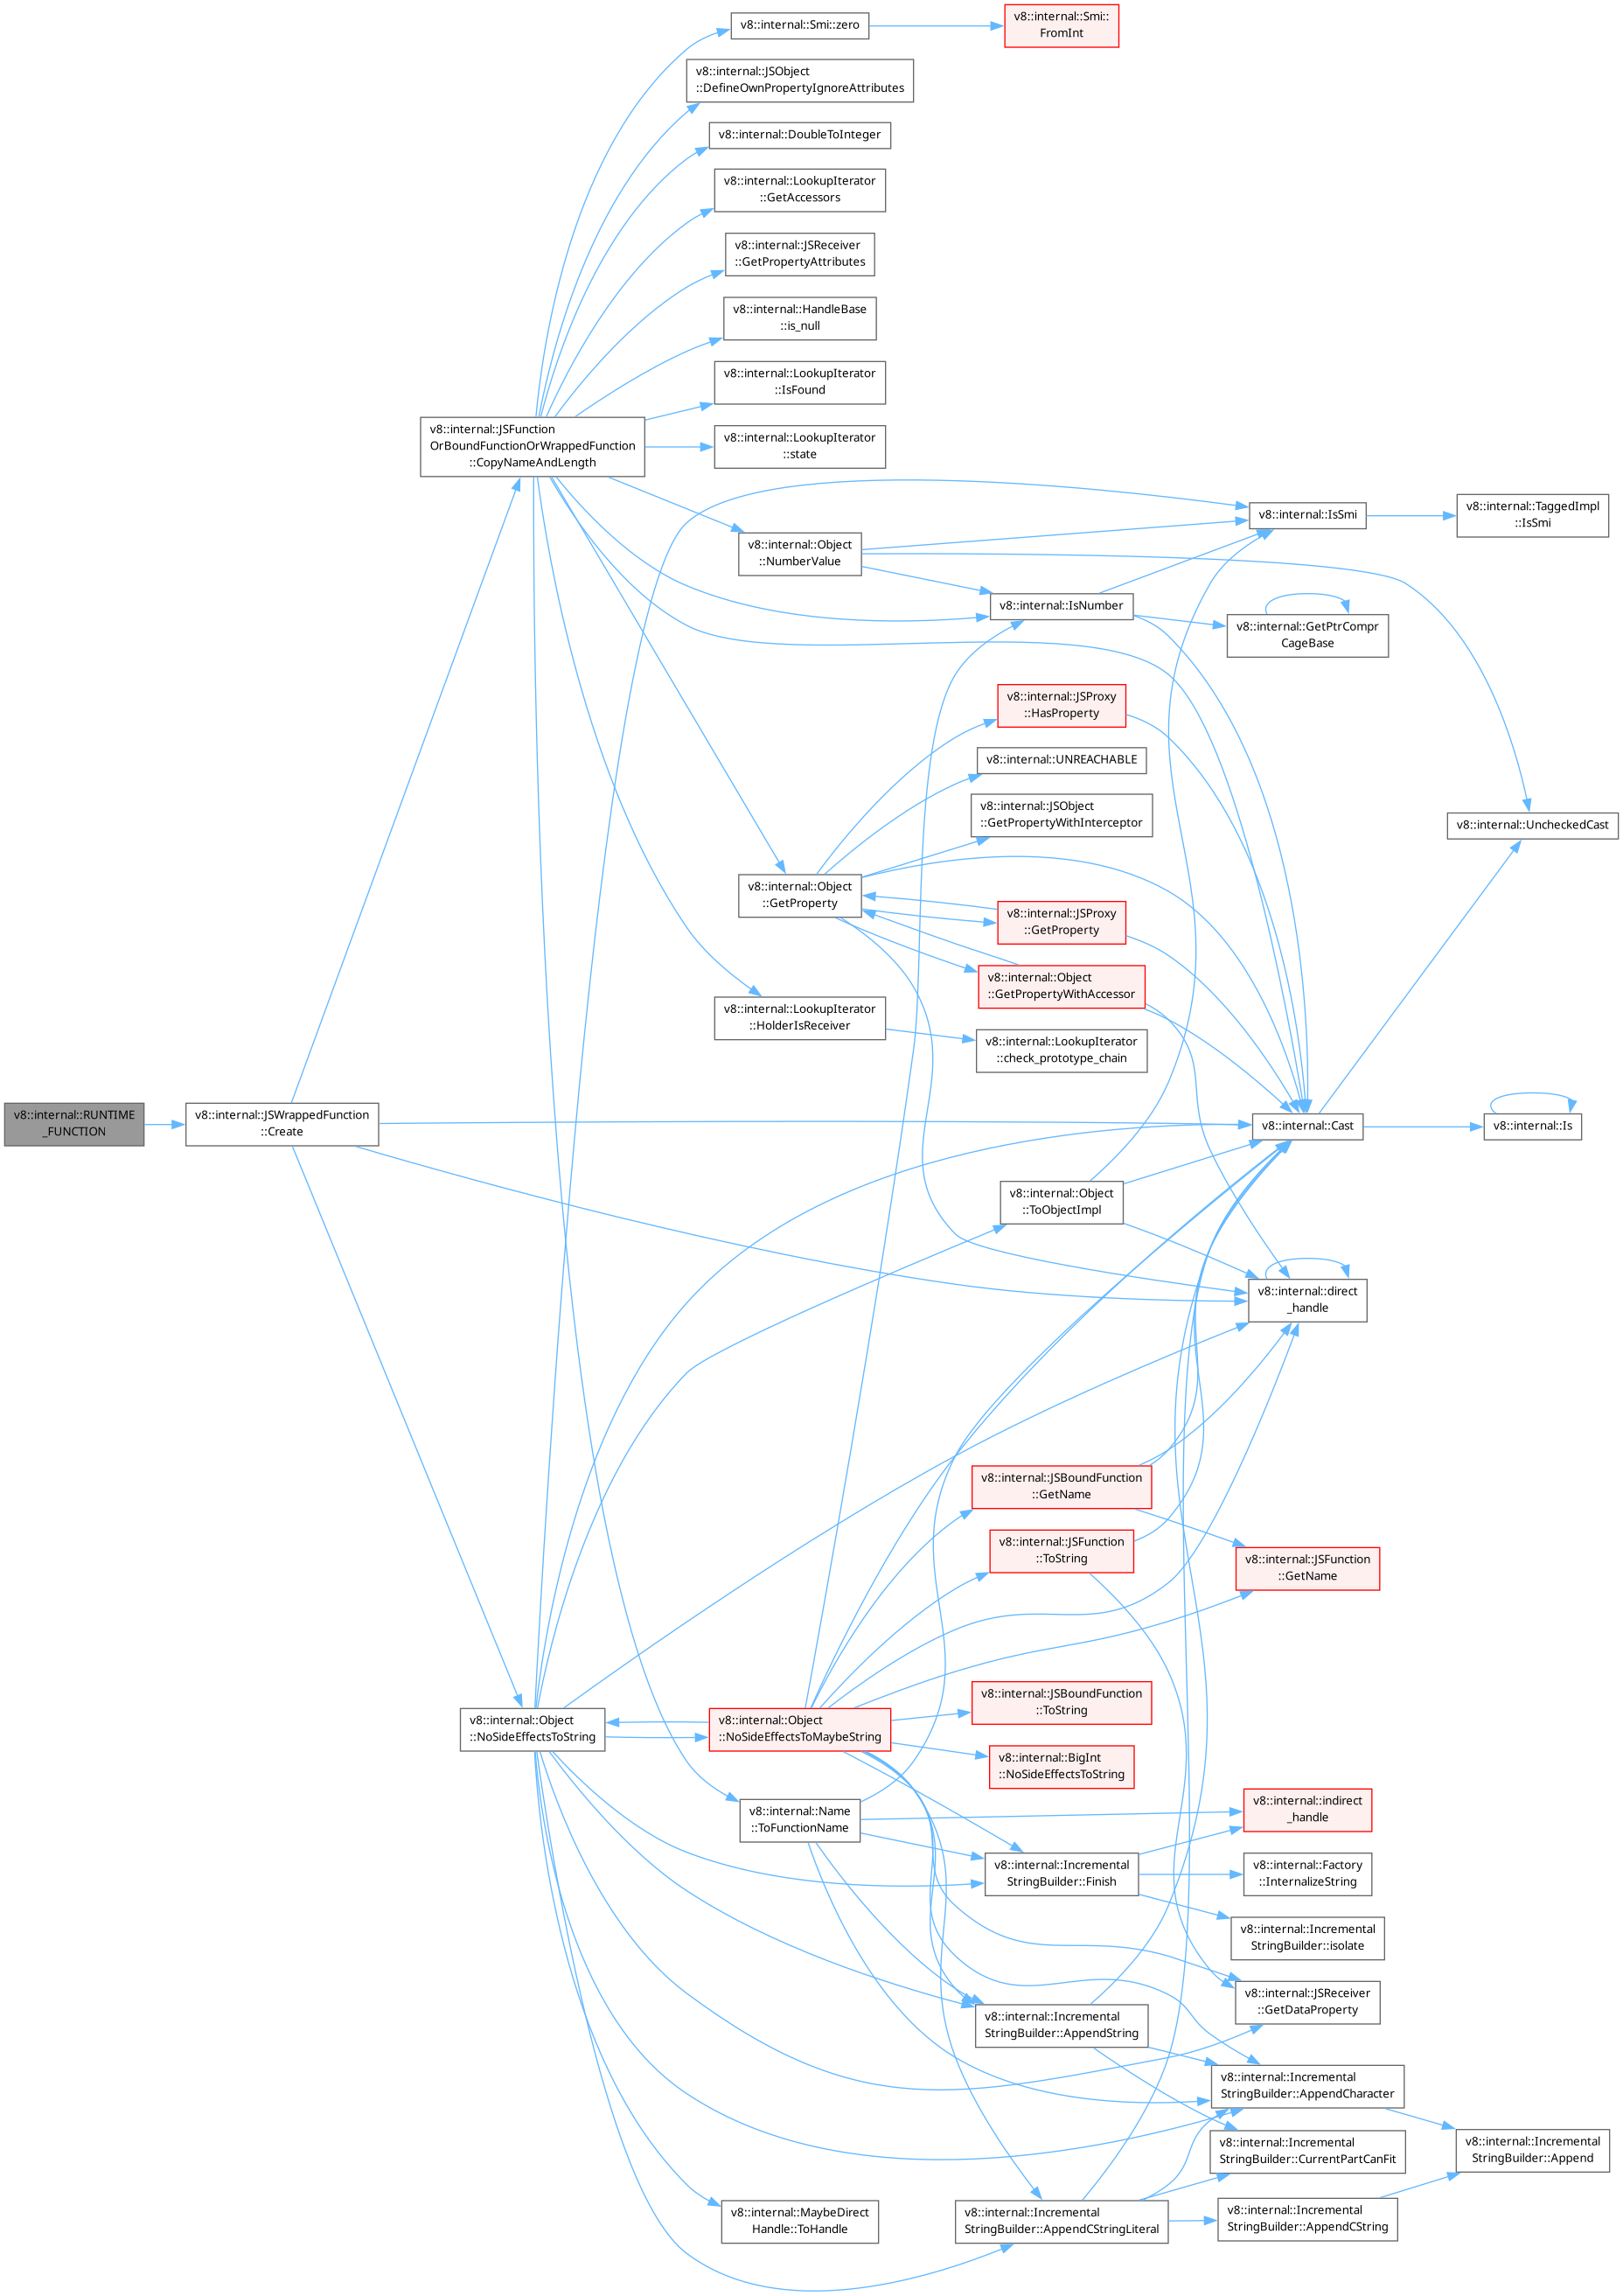 v8::internal::Smi::zero
v8::internal::Smi::
FromInt
v8::internal::JSObject
::DefineOwnPropertyIgnoreAttributes
v8::internal::DoubleToInteger
v8::internal::LookupIterator
::GetAccessors
v8::internal::JSReceiver
::GetPropertyAttributes
v8::internal::HandleBase
::is_null
v8::internal::LookupIterator
::IsFound
v8::internal::JSFunction
OrBoundFunctionOrWrappedFunction
::CopyNameAndLength
v8::internal::LookupIterator
::state
v8::internal::IsSmi
v8::internal::TaggedImpl
::IsSmi
v8::internal::Object
::NumberValue
v8::internal::IsNumber
v8::internal::GetPtrCompr
CageBase
v8::internal::JSProxy
::HasProperty
v8::internal::UNREACHABLE
v8::internal::JSObject
::GetPropertyWithInterceptor
v8::internal::UncheckedCast
v8::internal::Object
::GetProperty
v8::internal::JSProxy
::GetProperty
v8::internal::Object
::GetPropertyWithAccessor
v8::internal::LookupIterator
::HolderIsReceiver
v8::internal::LookupIterator
::check_prototype_chain
v8::internal::RUNTIME
_FUNCTION
v8::internal::JSWrappedFunction
::Create
v8::internal::Cast
v8::internal::Is
v8::internal::Object
::ToObjectImpl
v8::internal::direct
_handle
v8::internal::JSBoundFunction
::GetName
v8::internal::JSFunction
::ToString
v8::internal::JSFunction
::GetName
v8::internal::JSBoundFunction
::ToString
v8::internal::Object
::NoSideEffectsToString
v8::internal::Object
::NoSideEffectsToMaybeString
v8::internal::BigInt
::NoSideEffectsToString
v8::internal::Name
::ToFunctionName
v8::internal::indirect
_handle
v8::internal::Incremental
StringBuilder::Finish
v8::internal::Factory
::InternalizeString
v8::internal::Incremental
StringBuilder::isolate
v8::internal::JSReceiver
::GetDataProperty
v8::internal::Incremental
StringBuilder::AppendString
v8::internal::Incremental
StringBuilder::AppendCharacter
v8::internal::Incremental
StringBuilder::CurrentPartCanFit
v8::internal::Incremental
StringBuilder::Append
v8::internal::MaybeDirect
Handle::ToHandle
v8::internal::Incremental
StringBuilder::AppendCStringLiteral
v8::internal::Incremental
StringBuilder::AppendCString